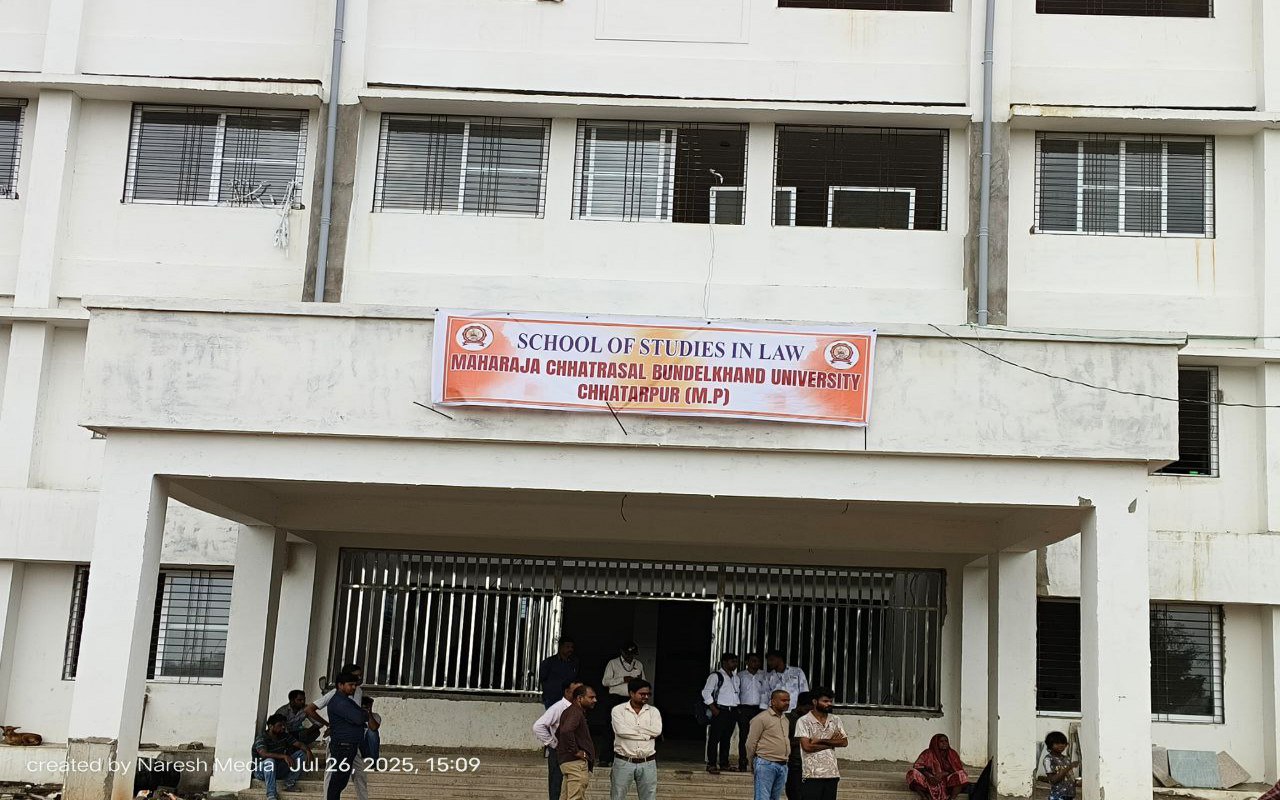 SCHOOL OF STUDIES IN LAW
MAHARAJA CHHATRASAL BUNDELKHAND UNIVERSITY
CHHATARPUR (M.P)
created by Naresh Media Jul 26, 2025, 15:09